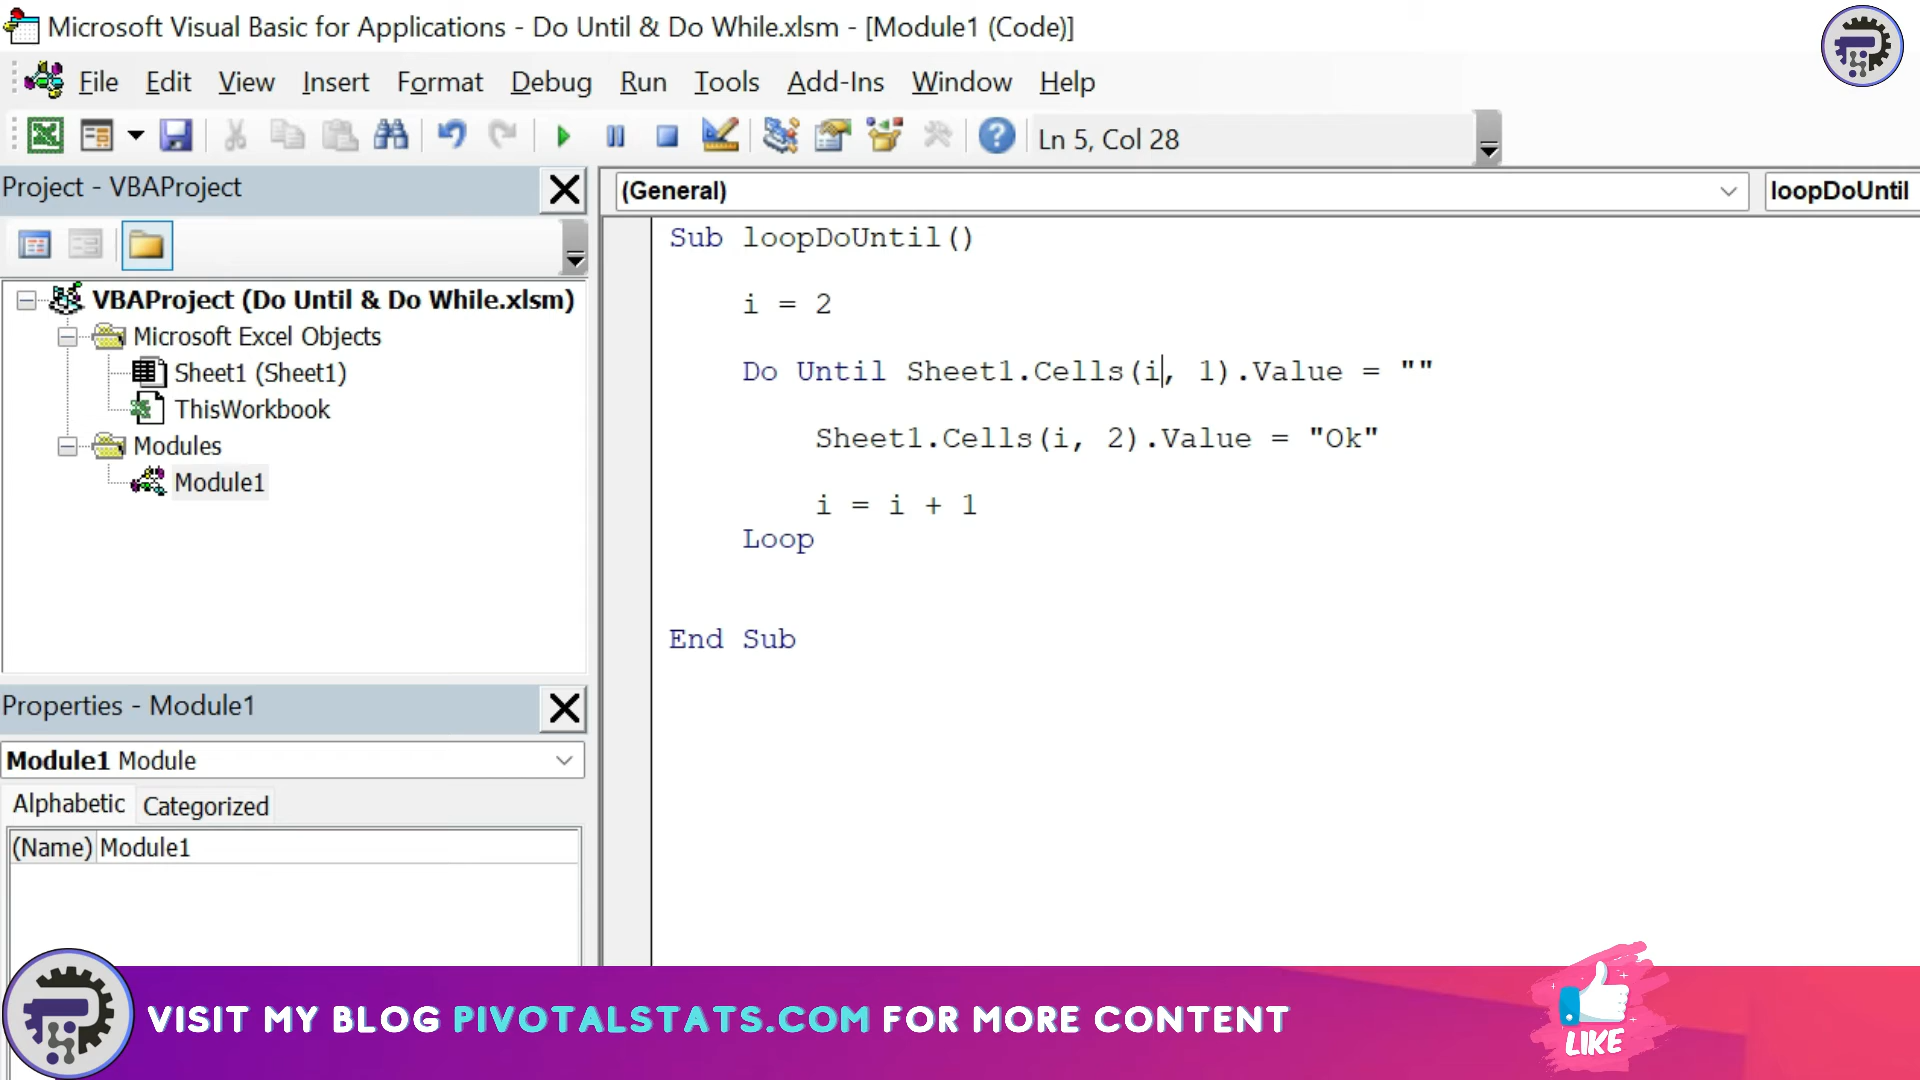 Microsoft Visual Basic for Applications - Do Until & Do While.xlsm - [Module1 (Code)]
File Edit View Insert Format Debug Run Tools Add-Ins Window Help
Ln 5, Col 28
Project - VBAProject
(General)
loopDoUntil
VBAProject (Do Until & Do While.xlsm)
Microsoft Excel Objects
Sheet1 (Sheet1)
ThisWorkbook
Modules
Module1
Sub loopDoUntil()
i = 2
Do Until Sheet1.Cells(i, 1).Value = ""
Sheet1.Cells(i, 2).Value = "Ok"
i = i + 1
Loop
End Sub
Properties - Module1
Module1 Module
Alphabetic Categorized
(Name) Module1
VISIT MY BLOG PIVOTALSTATS.COM FOR MORE CONTENT
LIKE